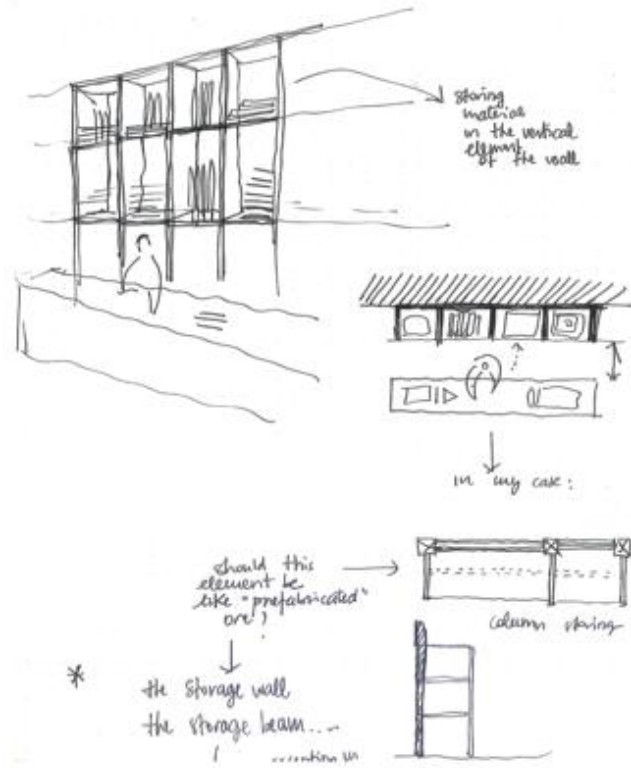 storing
material
in the vertical
element
of the wall
in my case:
should this
element be
like "prefabricated"
one?
column storing
* the storage wall
the storage beam....